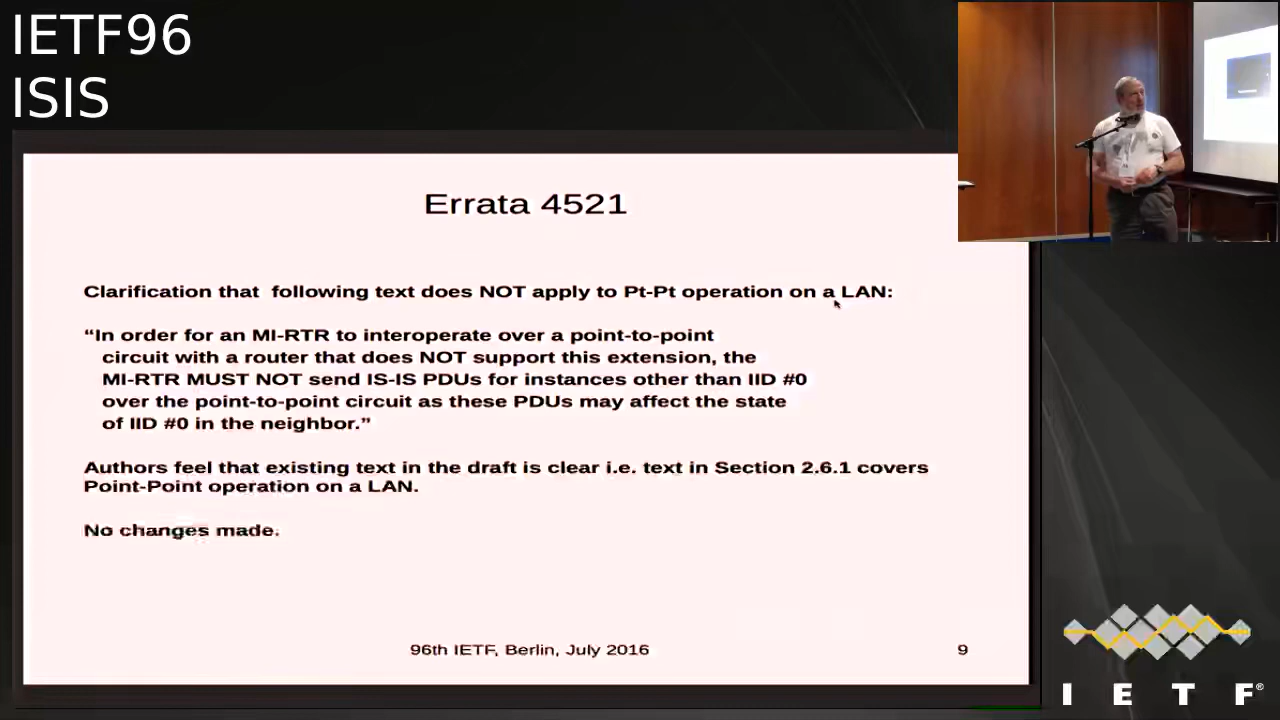 IETF96
ISIS
Errata 4521
Clarification that  following text does NOT apply to Pt-Pt operation on a LAN:
“In order for an MI-RTR to interoperate over a point-to-point
circuit with a router that does NOT support this extension, the
MI-RTR MUST NOT send IS-IS PDUs for instances other than IID #0
over the point-to-point circuit as these PDUs may affect the state
of IID #0 in the neighbor.”
Authors feel that existing text in the draft is clear i.e. text in Section 2.6.1 covers
Point-Point operation on a LAN.
No changes made.
96th IETF, Berlin, July 2016
9
I E T F®